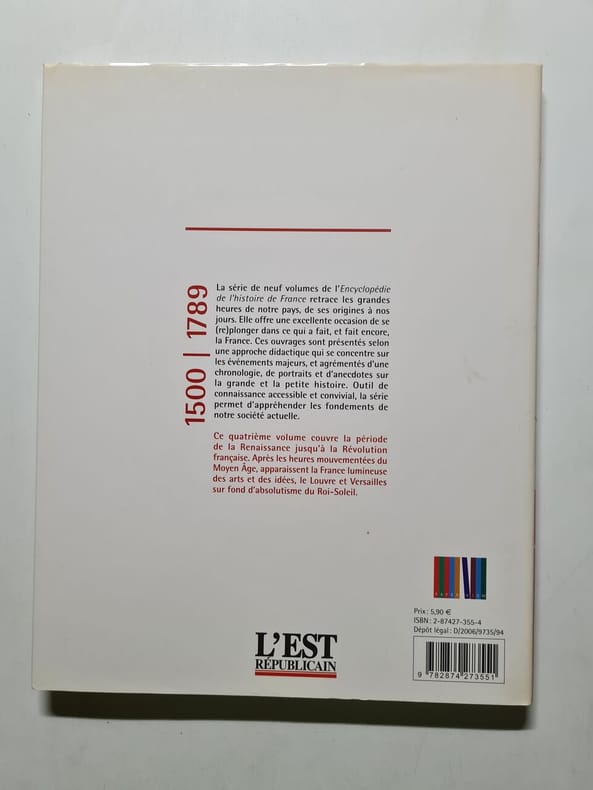 1500 | 1789
La série de neuf volumes de l'Encyclopédie
de l'histoire de France retrace les grandes
heures de notre pays, de ses origines à nos
jours. Elle offre une excellente occasion de se
(re)plonger dans ce qui a fait, et fait encore,
la France. Ces ouvrages sont présentés selon
une approche didactique qui se concentre sur
les événements majeurs, et agrémentés d'une
chronologie, de portraits et d'anecdotes sur
la grande et la petite histoire. Outil de
connaissance accessible et convivial, la série
permet d'appréhender les fondements de
notre société actuelle.
Ce quatrième volume couvre la période
de la Renaissance jusqu'à la Révolution
française. Après les heures mouvementées du
Moyen Âge, apparaissent la France lumineuse
des arts et des idées, le Louvre et Versailles
sur fond d'absolutisme du Roi-Soleil.
Prix : 5,90 €
ISBN : 2-87427-355-4
Dépôt légal : D/2006/9735/94
9 782874 273551
L'EST
RÉPUBLICAIN